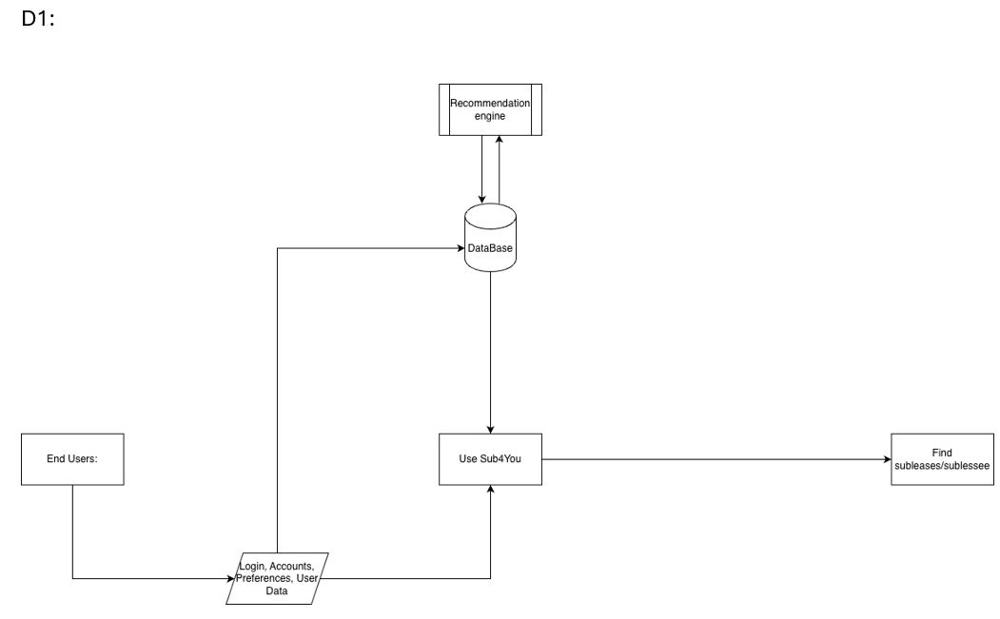 D1:
Recommendation
engine
DataBase
End Users:
Use Sub4You
Find
subleases/sublessee
Login, Accounts,
Preferences, User
Data